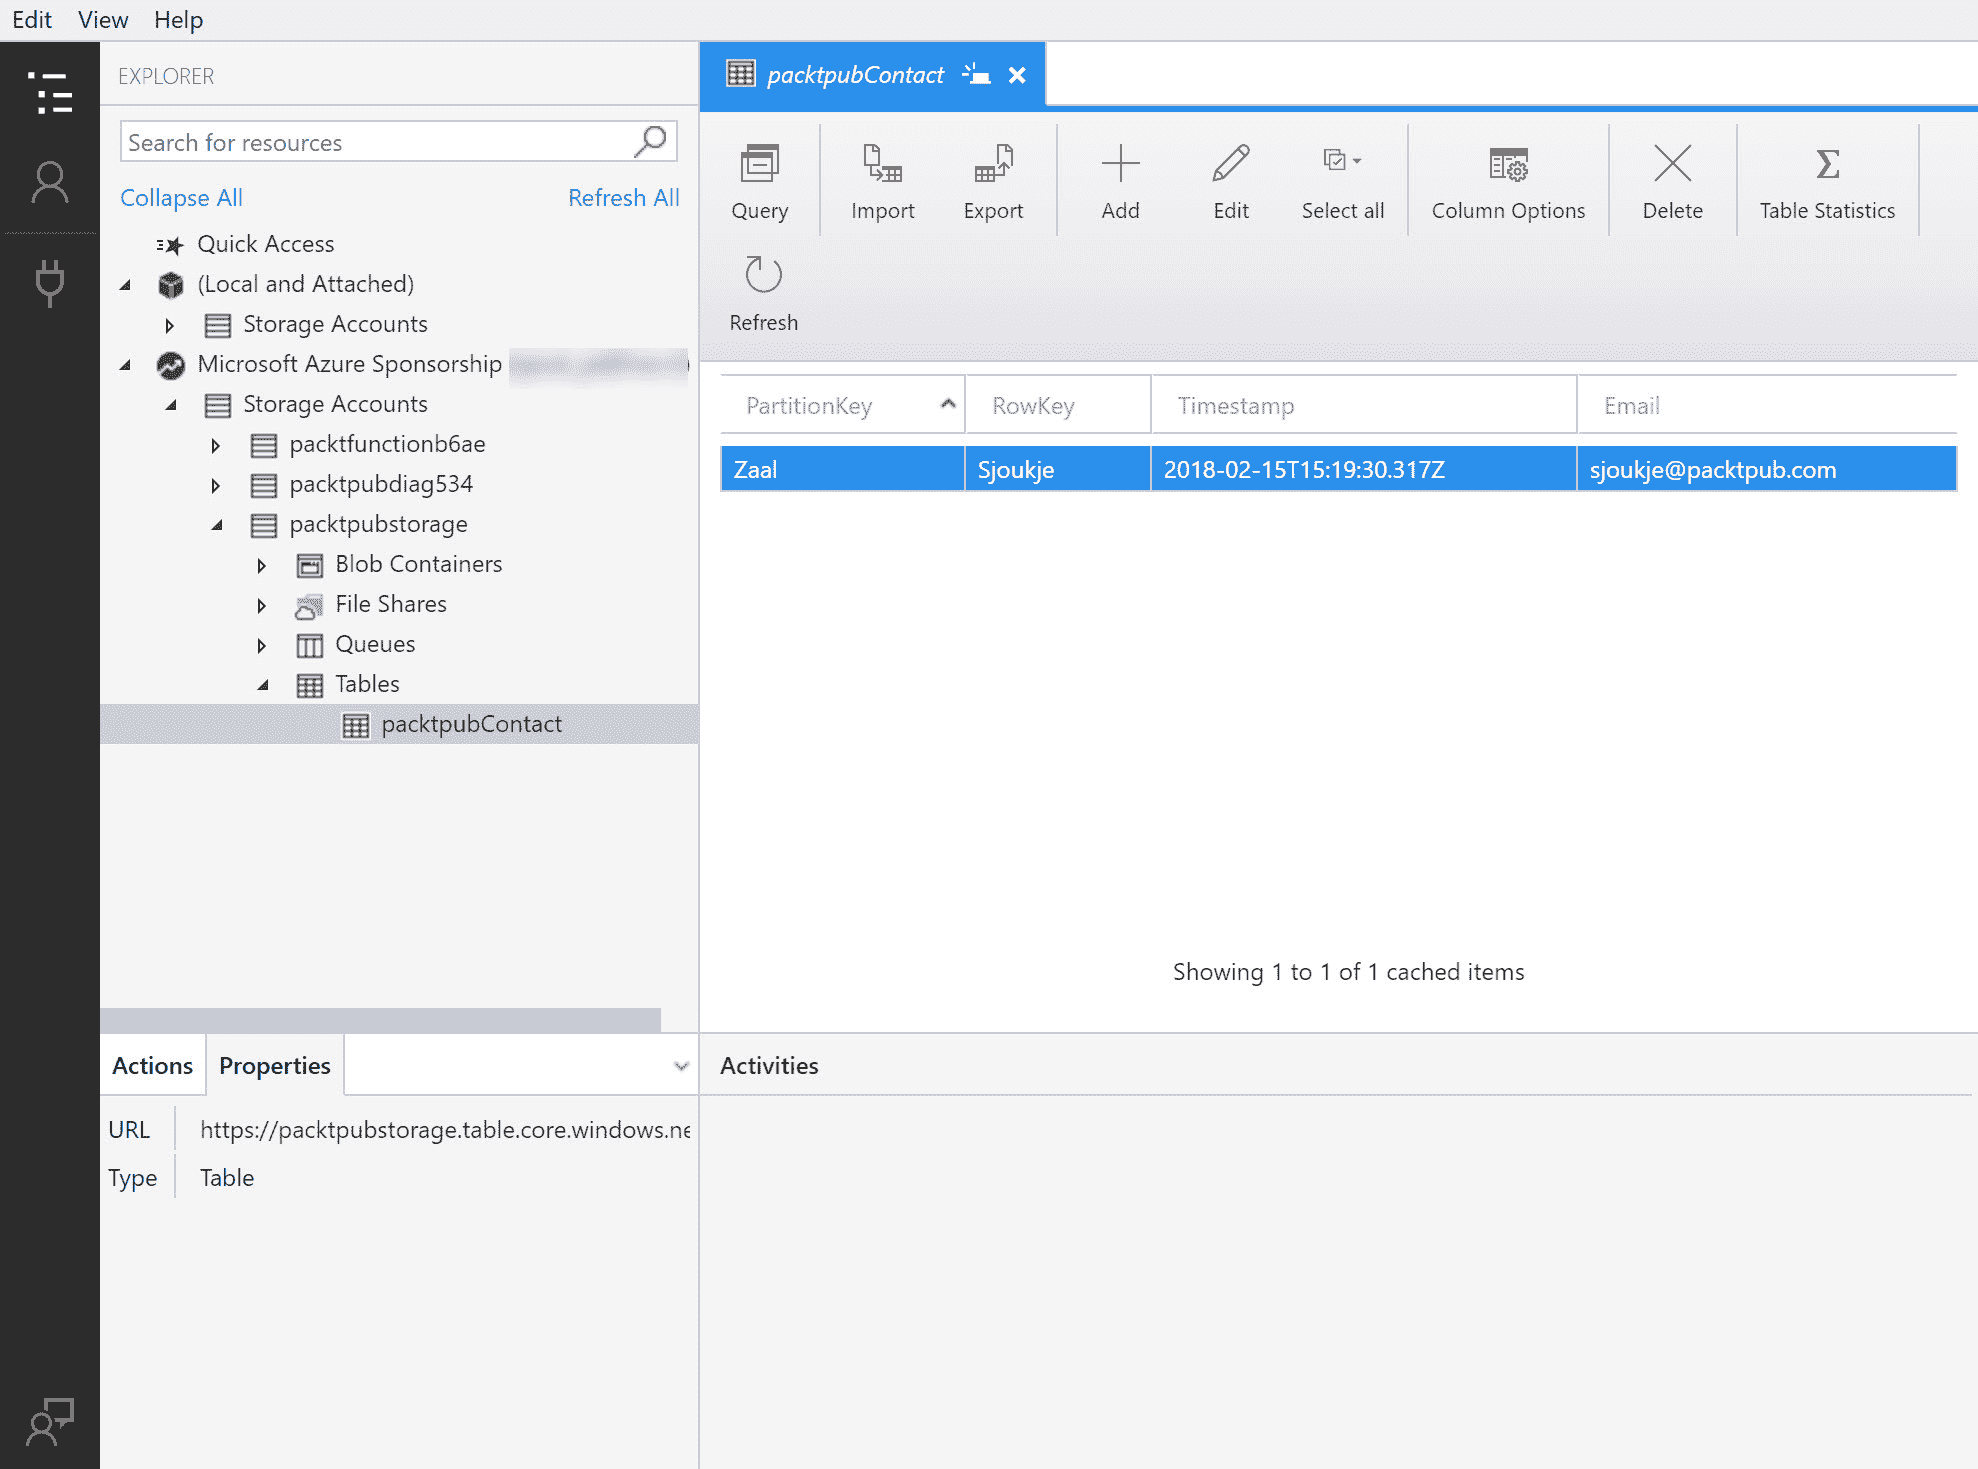 Edit View Help
EXPLORER
Search for resources
Collapse All Refresh All
Quick Access
(Local and Attached)
Storage Accounts
Microsoft Azure Sponsorship
Storage Accounts
packtfunctionb6ae
packtpubdiag534
packtpubstorage
Blob Containers
File Shares
Queues
Tables
packtpubContact
Actions Properties
URL https://packtpubstorage.table.core.windows.ne
Type Table
packtpubContact
Query Import Export Add Edit Select all Column Options Delete Table Statistics
Refresh
PartitionKey RowKey Timestamp Email
Zaal Sjoukje 2018-02-15T15:19:30.317Z sjoukje@packtpub.com
Showing 1 to 1 of 1 cached items
Activities